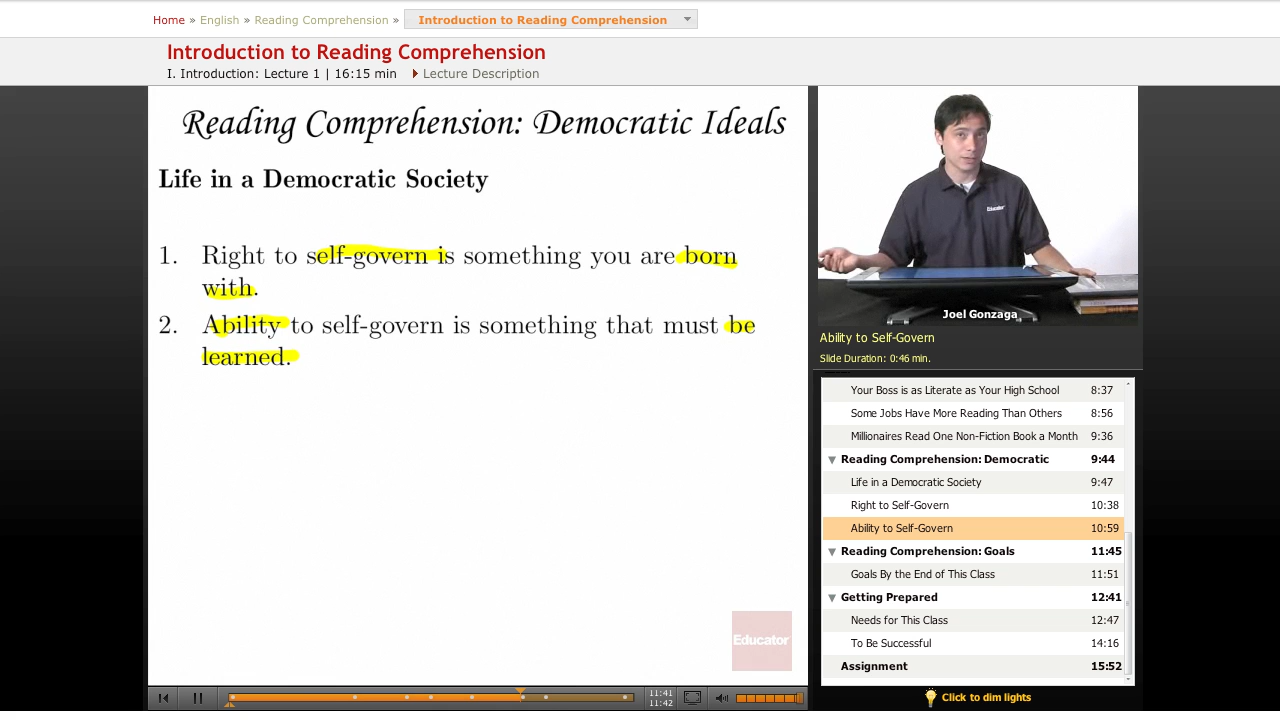 Home » English » Reading Comprehension » Introduction to Reading Comprehension
Introduction to Reading Comprehension
I. Introduction: Lecture 1 | 16:15 min Lecture Description
Reading Comprehension: Democratic Ideals
Life in a Democratic Society
1. Right to self-govern is something you are born
with.
2. Ability to self-govern is something that must be
learned.
Educator
11:41
11:42
Educator
Joel Gonzaga
Ability to Self-Govern
Slide Duration: 0:46 min.
Your Boss is as Literate as Your High School 8:37
Some Jobs Have More Reading Than Others 8:56
Millionaires Read One Non-Fiction Book a Month 9:36
Reading Comprehension: Democratic 9:44
Life in a Democratic Society 9:47
Right to Self-Govern 10:38
Ability to Self-Govern 10:59
Reading Comprehension: Goals 11:45
Goals By the End of This Class 11:51
Getting Prepared 12:41
Needs for This Class 12:47
To Be Successful 14:16
Assignment 15:52
Click to dim lights